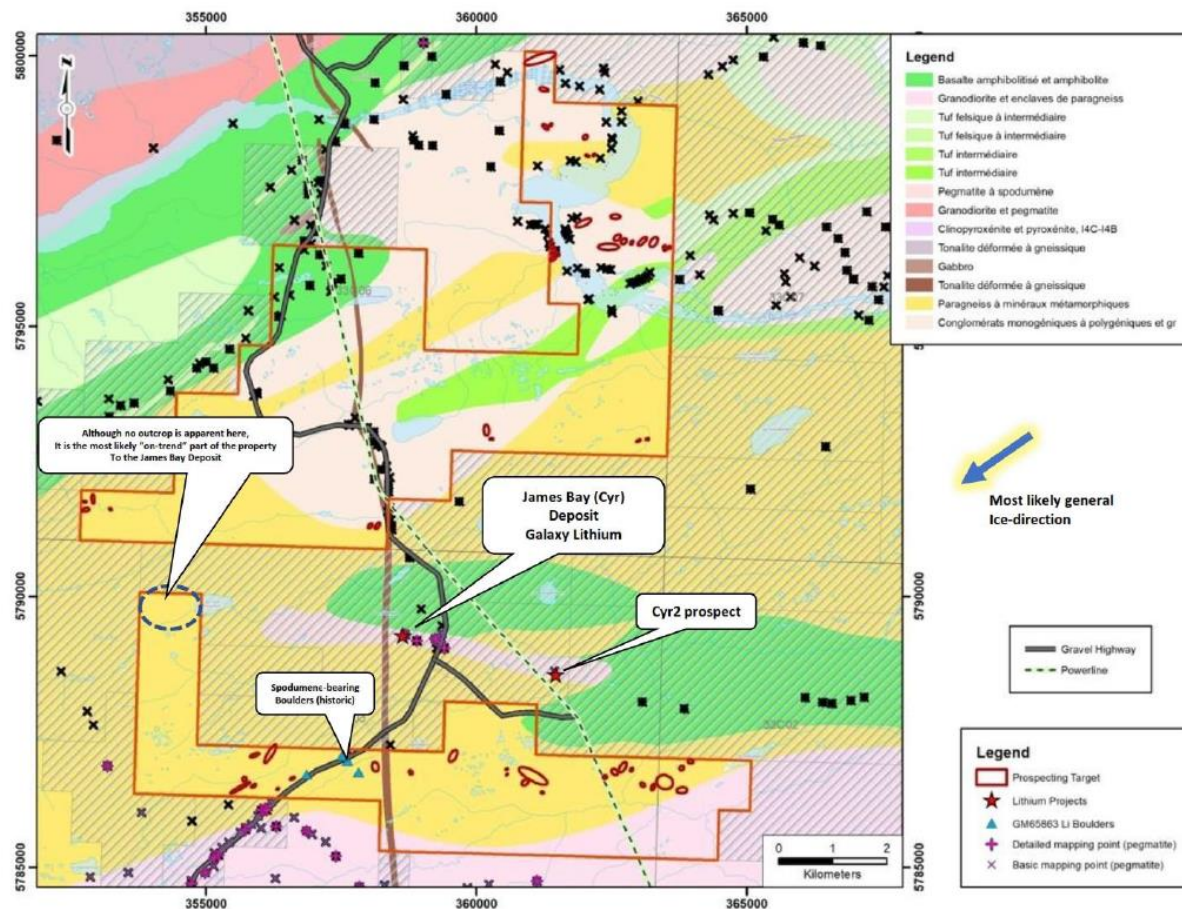 355000
360000
365000
5800000
5795000
5790000
5785000
Legend
Basalte amphibolitisé et amphibolite
Granodiorite et enclaves de paragneiss
Tuf felsique à intermédiaire
Tuf felsique à intermédiaire
Tuf intermédiaire
Tuf intermédiaire
Pegmatite à spodumène
Granodiorite et pegmatite
Clinopyroxénite et pyroxénite, I4C-I4B
Tonalite déformée à gneissique
Gabbro
Tonalite déformée à gneissique
Paragneiss à minéraux métamorphiques
Conglomérats monogéniques à polygéniques et gr
Although no outcrop is apparent here,
It is the most likely "on-trend" part of the property
To the James Bay Deposit
James Bay (Cyr)
Deposit
Galaxy Lithium
Most likely general
Ice-direction
Cyr2 prospect
Spodumene-bearing
Boulders (historic)
33C02
Gravel Highway
Powerline
Legend
Prospecting Target
Lithium Projects
GM65863 Li Boulders
Detailed mapping point (pegmatite)
Basic mapping point (pegmatite)
0 1 2
Kilometers
5785000
355000
360000
365000